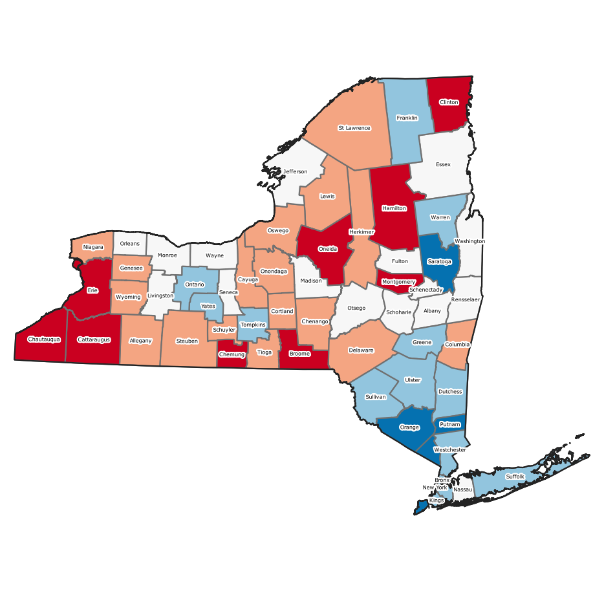 Clinton
Franklin
St Lawrence
Essex
Jefferson
Lewis
Hamilton
Warren
Herkimer
Oswego
Washington
Niagara
Orleans
Monroe
Wayne
Oneida
Fulton
Saratoga
Genesee
Onondaga
Cayuga
Madison
Montgomery
Schenectady
Erie
Wyoming
Livingston
Ontario
Seneca
Rensselaer
Yates
Otsego
Schoharie
Albany
Cortland
Chenango
Tompkins
Schuyler
Chautauqua
Cattaraugus
Allegany
Steuben
Chemung
Tioga
Broome
Delaware
Greene
Columbia
Ulster
Dutchess
Sullivan
Orange
Putnam
Westchester
Bronx
New York
Nassau
Suffolk
Kings